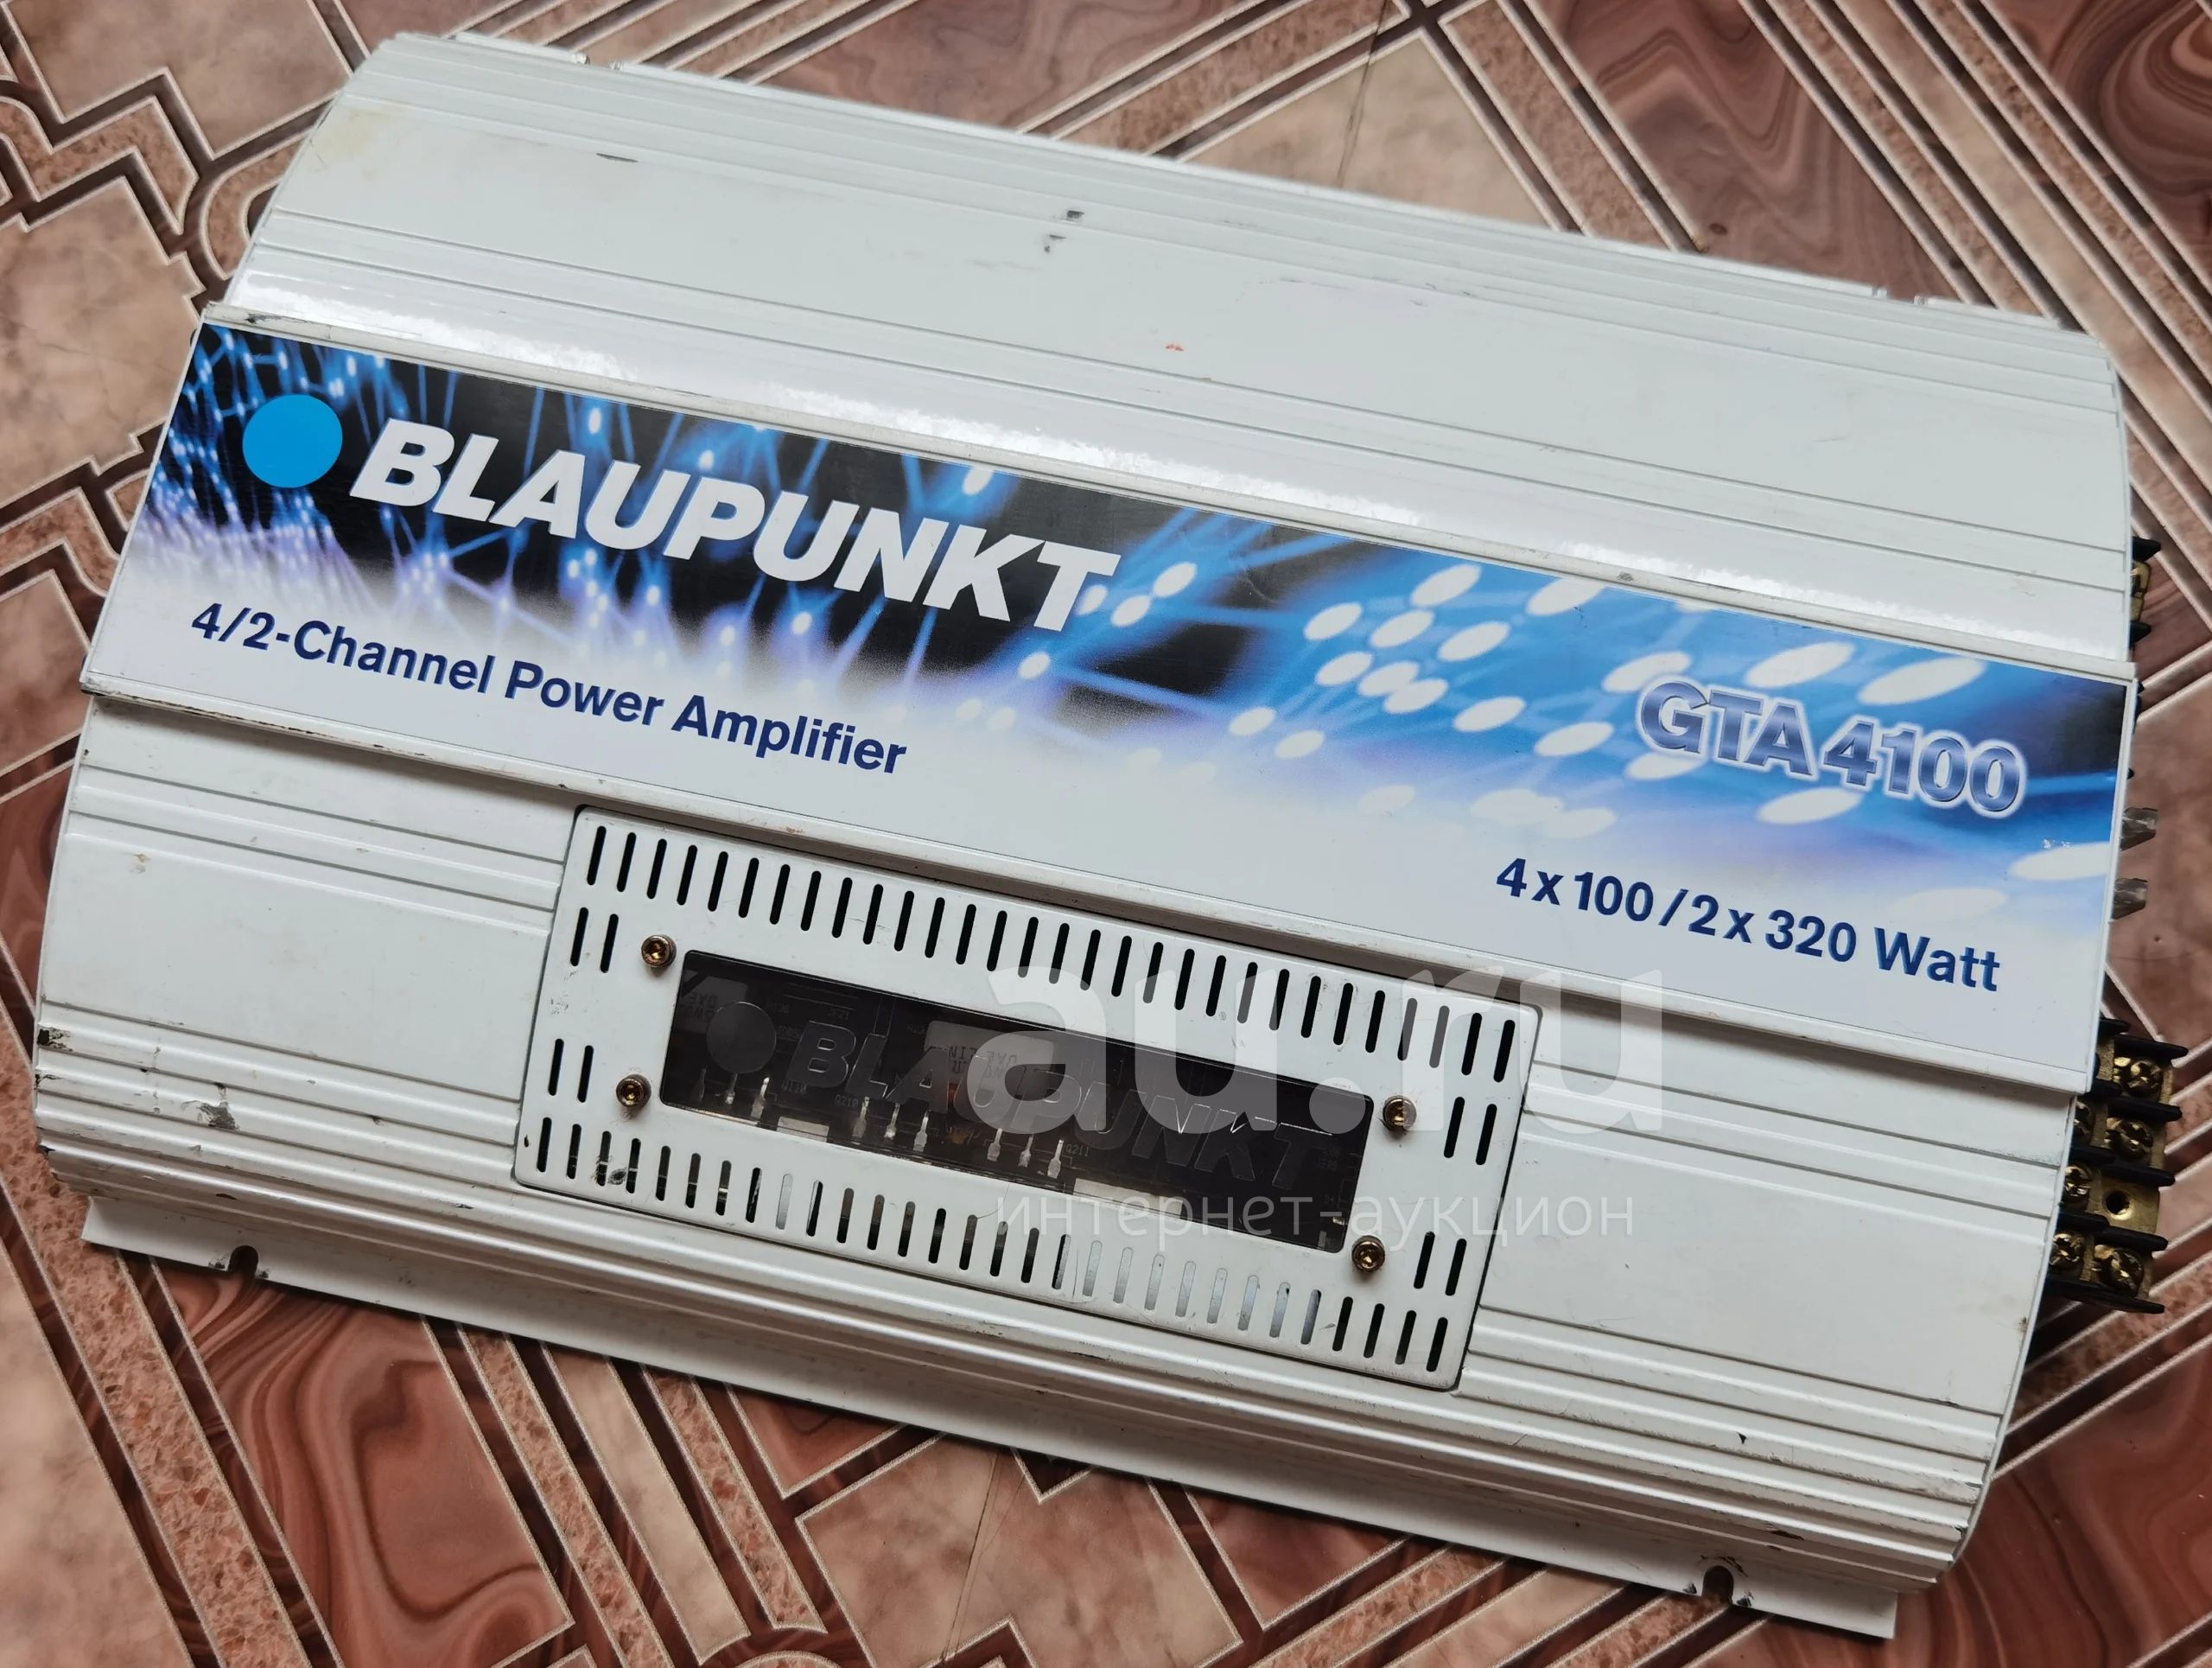 BLAUPUNKT
4/2-Channel Power Amplifier
GTA 4100
4 x 100 / 2 x 320 Watt
BLAUPUNKT
au.ru
интернет-аукцион